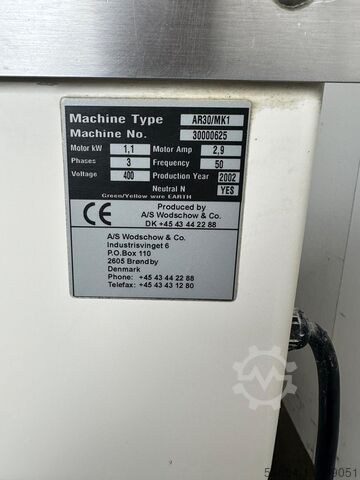 Machine Type AR30/MK1
Machine No. 30000625
Motor kW 1,1 Motor Amp 2,9
Phases 3 Frequency 50
Voltage 400 Production Year 2002
Neutral N YES
Green/Yellow wire EARTH
CE
Produced by
A/S Wodschow & Co.
DK +45 43 44 22 88
A/S Wodschow & Co.
Industrisvinget 6
P.O.Box 110
2605 Brøndby
Denmark
Phone: +45 43 44 22 88
Telefax: +45 43 43 12 80